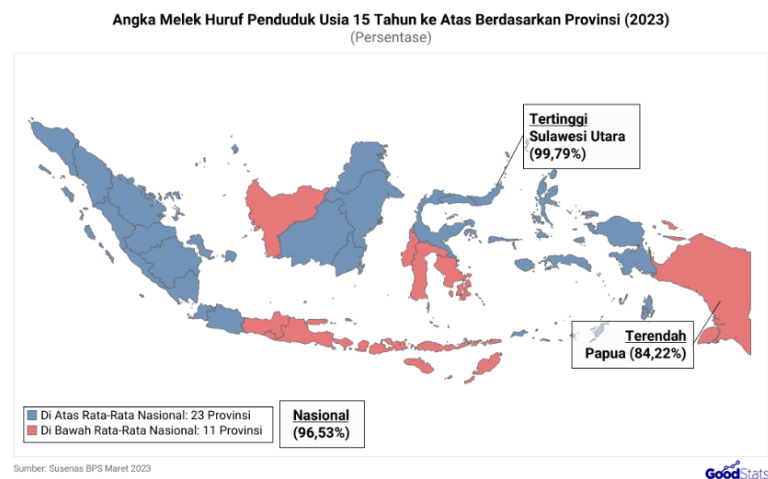 Angka Melek Huruf Penduduk Usia 15 Tahun ke Atas Berdasarkan Provinsi (2023)
(Persentase)
Tertinggi
Sulawesi Utara
(99,79%)
Terendah
Papua (84,22%)
Di Atas Rata-Rata Nasional: 23 Provinsi
Di Bawah Rata-Rata Nasional: 11 Provinsi
Nasional
(96,53%)
Sumber: Susenas BPS Maret 2023
GoodStats